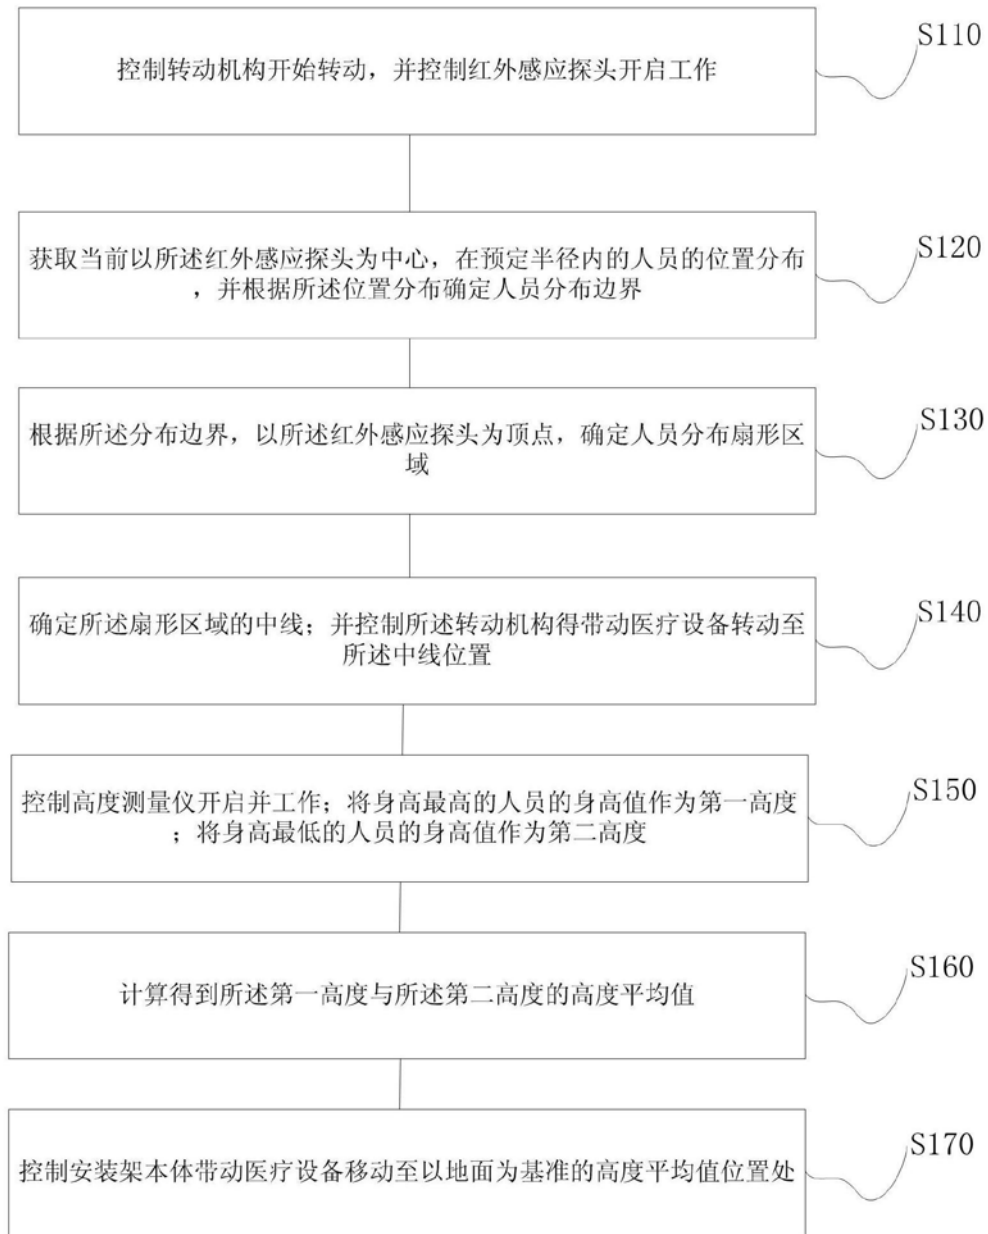 S110
控制转动机构开始转动，并控制红外感应探头开启工作
S120
获取当前以所述红外感应探头为中心，在预定半径内的人员的位置分布
，并根据所述位置分布确定人员分布边界
S130
根据所述分布边界，以所述红外感应探头为顶点，确定人员分布扇形区
域
S140
确定所述扇形区域的中线；并控制所述转动机构得带动医疗设备转动至
所述中线位置
S150
控制高度测量仪开启并工作；将身高最高的人员的身高值作为第一高度
；将身高最低的人员的身高值作为第二高度
S160
计算得到所述第一高度与所述第二高度的高度平均值
S170
控制安装架本体带动医疗设备移动至以地面为基准的高度平均值位置处